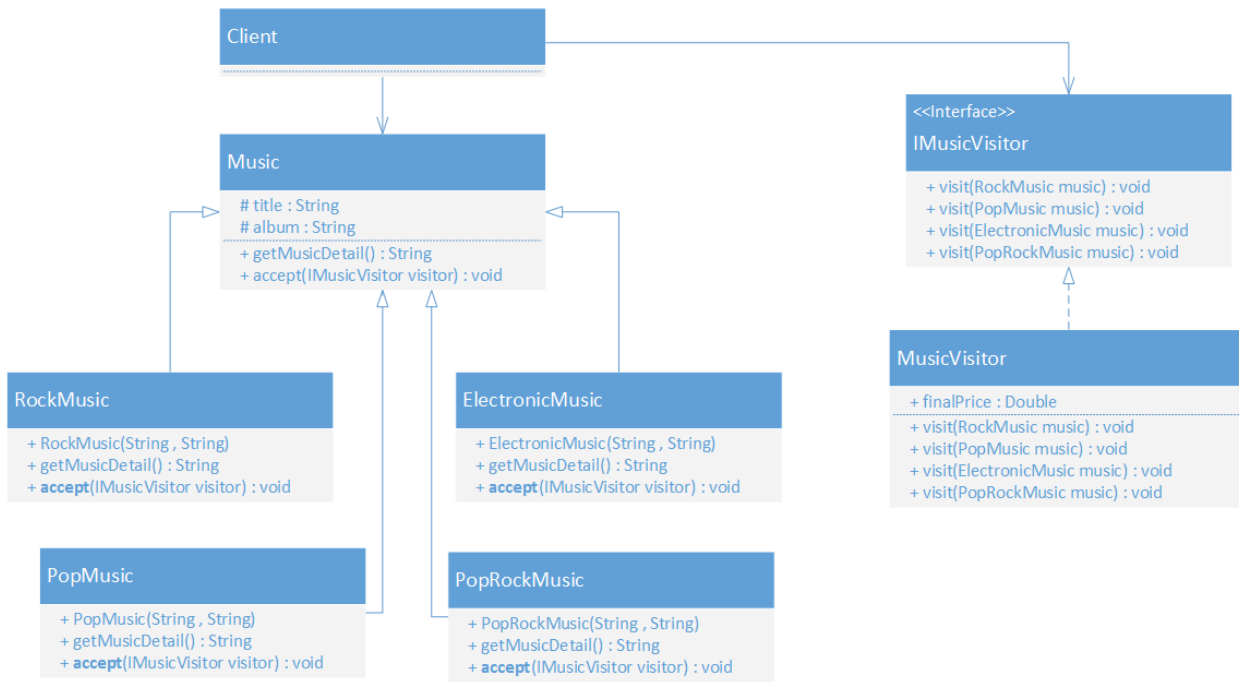 Client
Music
# title : String
# album : String
+ getMusicDetail() : String
+ accept(IMusicVisitor visitor) : void
<<Interface>>
IMusicVisitor
+ visit(RockMusic music) : void
+ visit(PopMusic music) : void
+ visit(ElectronicMusic music) : void
+ visit(PopRockMusic music) : void
MusicVisitor
+ finalPrice : Double
+ visit(RockMusic music) : void
+ visit(PopMusic music) : void
+ visit(ElectronicMusic music) : void
+ visit(PopRockMusic music) : void
RockMusic
+ RockMusic(String , String)
+ getMusicDetail() : String
+ accept(IMusicVisitor visitor) : void
ElectronicMusic
+ ElectronicMusic(String , String)
+ getMusicDetail() : String
+ accept(IMusicVisitor visitor) : void
PopMusic
+ PopMusic(String , String)
+ getMusicDetail() : String
+ accept(IMusicVisitor visitor) : void
PopRockMusic
+ PopRockMusic(String , String)
+ getMusicDetail() : String
+ accept(IMusicVisitor visitor) : void